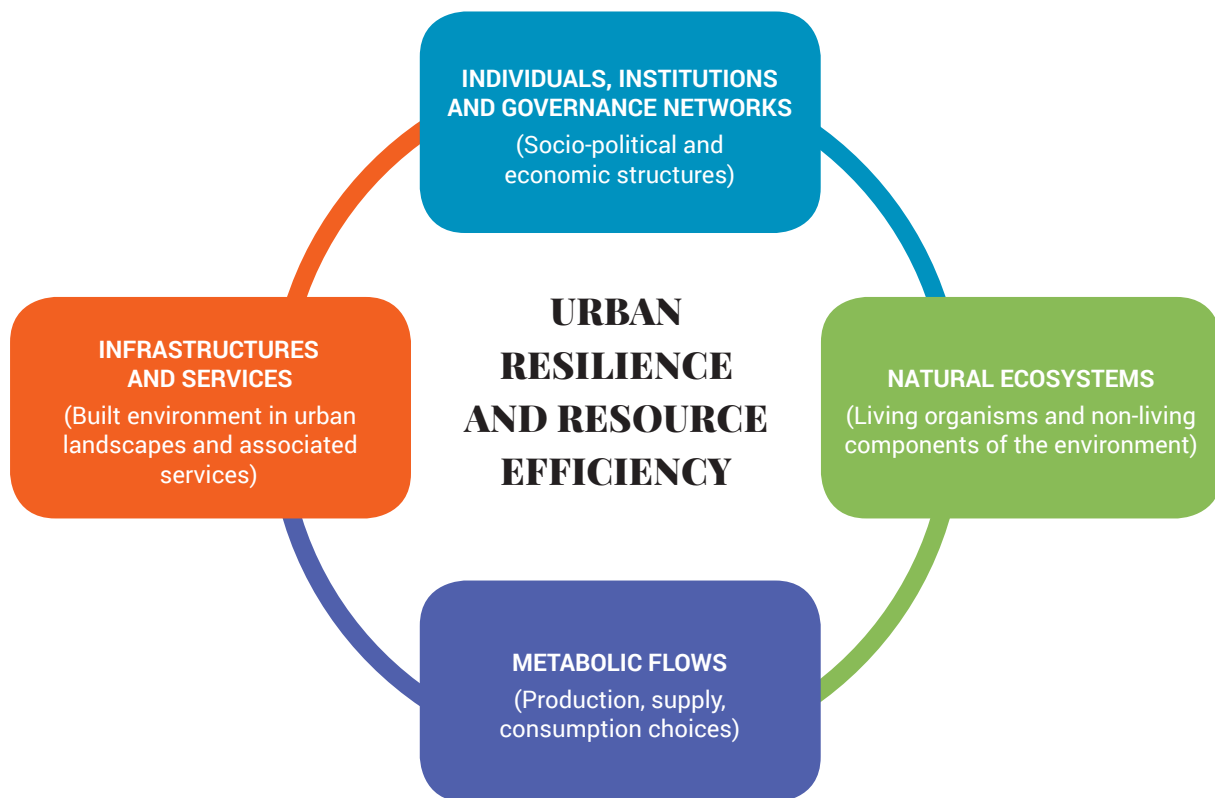 INDIVIDUALS, INSTITUTIONS
AND GOVERNANCE NETWORKS
(Socio-political and
economic structures)
INFRASTRUCTURES
AND SERVICES
(Built environment in urban
landscapes and associated
services)
URBAN
RESILIENCE
AND RESOURCE
EFFICIENCY
NATURAL ECOSYSTEMS
(Living organisms and non-living
components of the environment)
METABOLIC FLOWS
(Production, supply,
consumption choices)